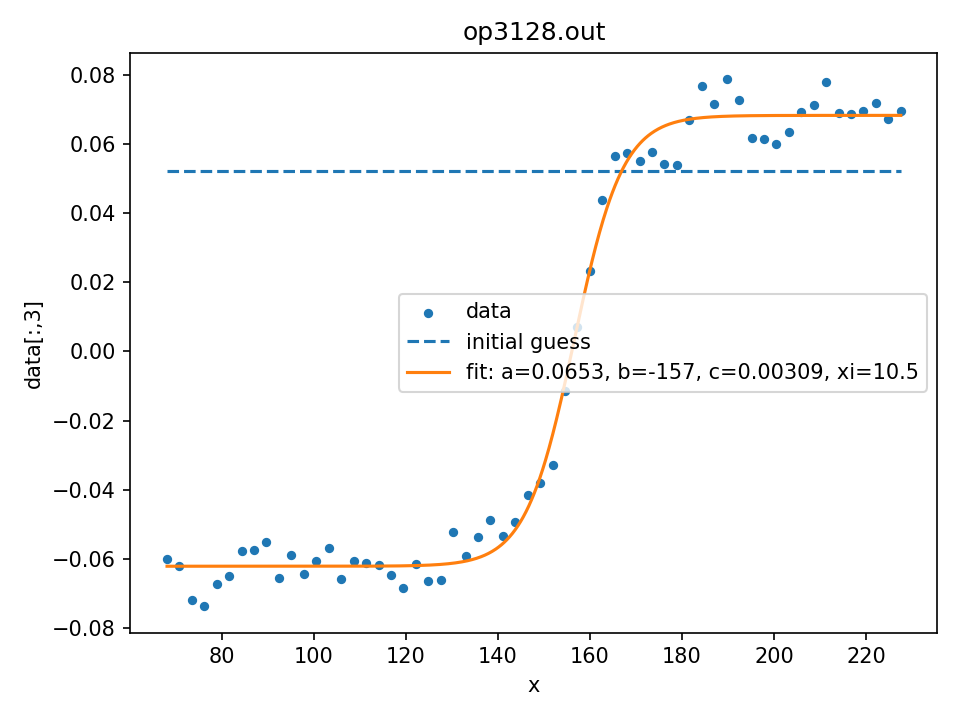 op3128.out
0.08
0.06
0.04
0.02
0.00
−0.02
−0.04
−0.06
−0.08
data[:,3]
data
initial guess
fit: a=0.0653, b=-157, c=0.00309, xi=10.5
80 100 120 140 160 180 200 220
x